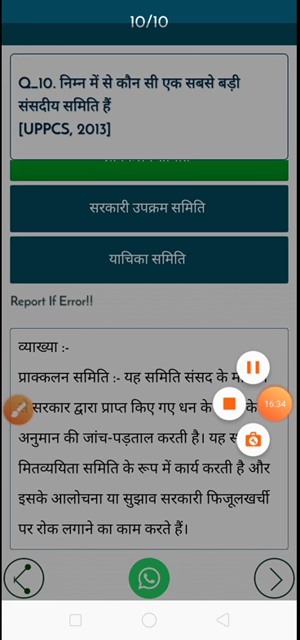 10/10
Q_10. निम्न में से कौन सी एक सबसे बड़ी
संसदीय समिति हैं
[UPPCS, 2013]
सरकारी उपक्रम समिति
याचिका समिति
Report If Error!!
व्याख्या :-
प्राक्कलन समिति :- यह समिति संसद के
सरकार द्वारा प्राप्त किए गए धन के के
16:34
अनुमान की जांच-पड़ताल करती है। यह
मितव्ययिता समिति के रूप में कार्य करती है और
इसके आलोचना या सुझाव सरकारी फिजूलखर्ची
पर रोक लगाने का काम करते हैं।